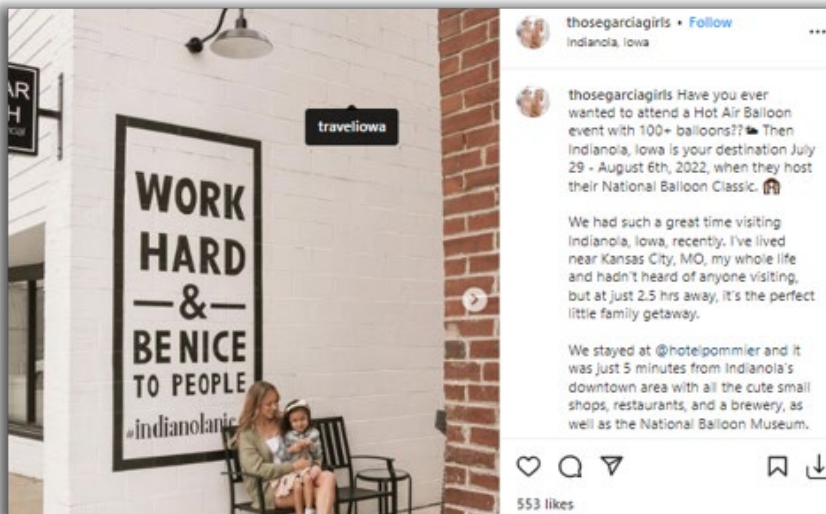 AR
H
traveliowa
WORK
HARD
&
BE NICE
TO PEOPLE
#indianolanic
thosegarciagirls • Follow
Indianola, Iowa
thosegarciagirls Have you ever
wanted to attend a Hot Air Balloon
event with 100+ balloons?? Then
Indianola, Iowa is your destination July
29 - August 6th, 2022, when they host
their National Balloon Classic.
We had such a great time visiting
Indianola, Iowa, recently. I've lived
near Kansas City, MO, my whole life
and hadn't heard of anyone visiting,
but at just 2.5 hrs away, it's the perfect
little family getaway.
We stayed at @hotelpommier and it
was just 5 minutes from Indianola's
downtown area with all the cute small
shops, restaurants, and a brewery, as
well as the National Balloon Museum.
553 likes